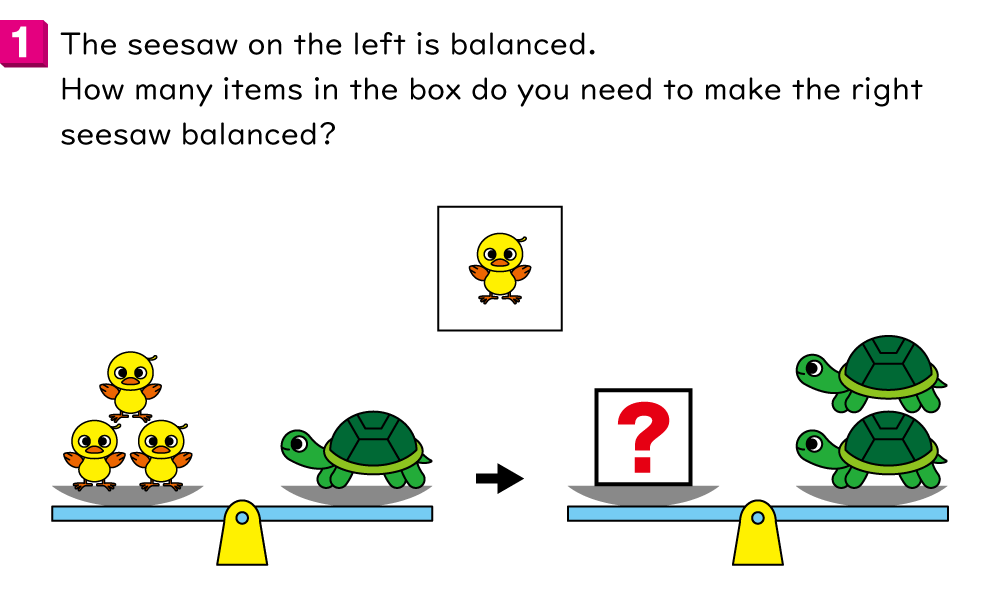 1 The seesaw on the left is balanced.
How many items in the box do you need to make the right
seesaw balanced?
?